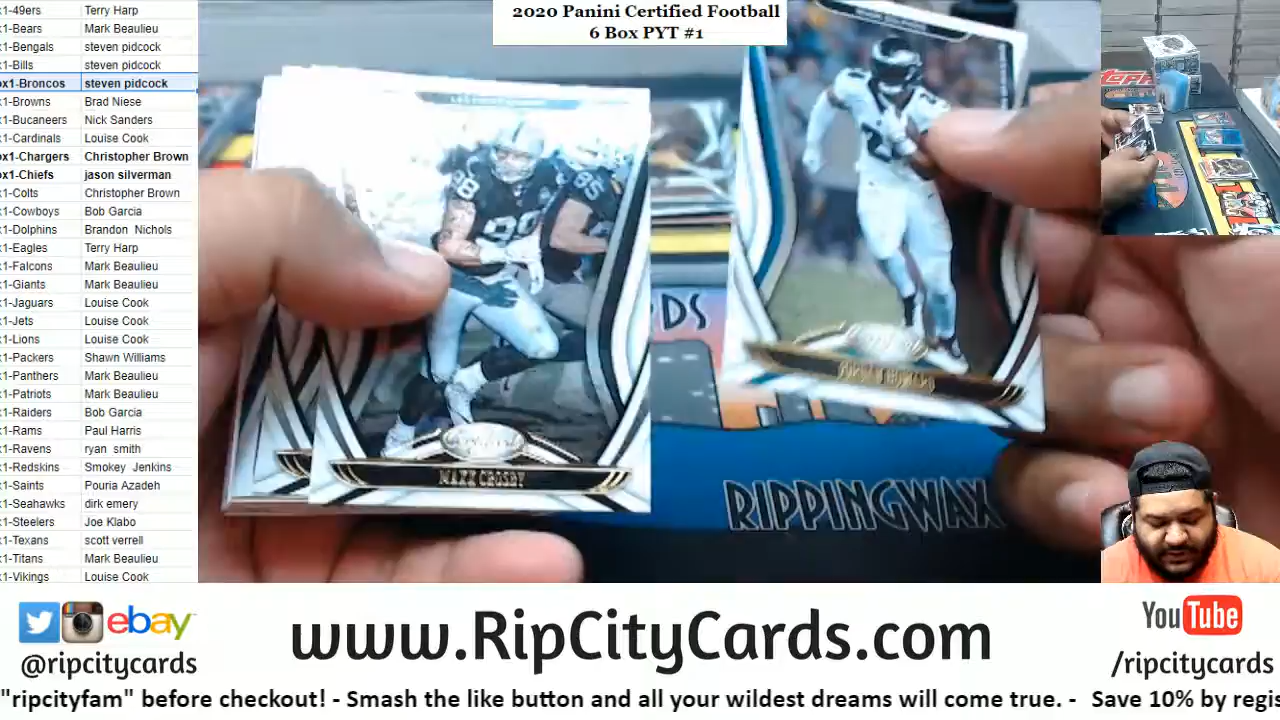 x1-49ers Terry Harp
x1-Bears Mark Beaulieu
x1-Bengals steven pidcock
x1-Bills steven pidcock
ox1-Broncos steven pidcock
x1-Browns Brad Niese
x1-Bucaneers Nick Sanders
x1-Cardinals Louise Cook
ox1-Chargers Christopher Brown
ox1-Chiefs jason silverman
x1-Colts Christopher Brown
x1-Cowboys Bob Garcia
x1-Dolphins Brandon Nichols
x1-Eagles Terry Harp
x1-Falcons Mark Beaulieu
x1-Giants Mark Beaulieu
x1-Jaguars Louise Cook
x1-Jets Louise Cook
x1-Lions Louise Cook
x1-Packers Shawn Williams
x1-Panthers Mark Beaulieu
x1-Patriots Mark Beaulieu
x1-Raiders Bob Garcia
x1-Rams Paul Harris
x1-Ravens ryan smith
x1-Redskins Smokey Jenkins
x1-Saints Pouria Azadeh
x1-Seahawks dirk emery
x1-Steelers Joe Klabo
x1-Texans scott verrell
x1-Titans Mark Beaulieu
x1-Vikings Louise Cook
2020 Panini Certified Football
6 Box PYT #1
TOPPS
98
85
MAXX CROSBY
JORDAN HOWARD
RDS
RIPPINGWAX
ebay
@ripcitycards
www.RipCityCards.com
YouTube
/ripcitycards
"ripcityfam" before checkout! - Smash the like button and all your wildest dreams will come true. - Save 10% by regis